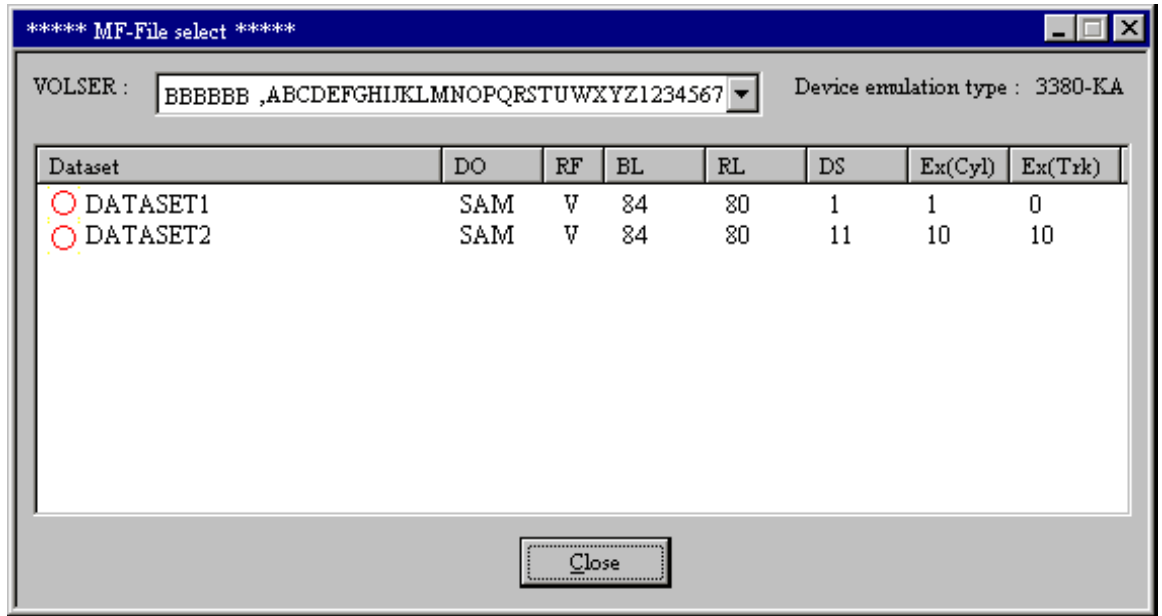 ***** MF-File select *****
VOLSER : BBBBBB ,ABCDEFGHIJKLMNOPQRSTUWXYZ1234567 Device emulation type : 3380-KA
Dataset DO RF BL RL DS Ex(Cyl) Ex(Trk)
DATASET1 SAM V 84 80 1 1 0
DATASET2 SAM V 84 80 11 10 10
Close